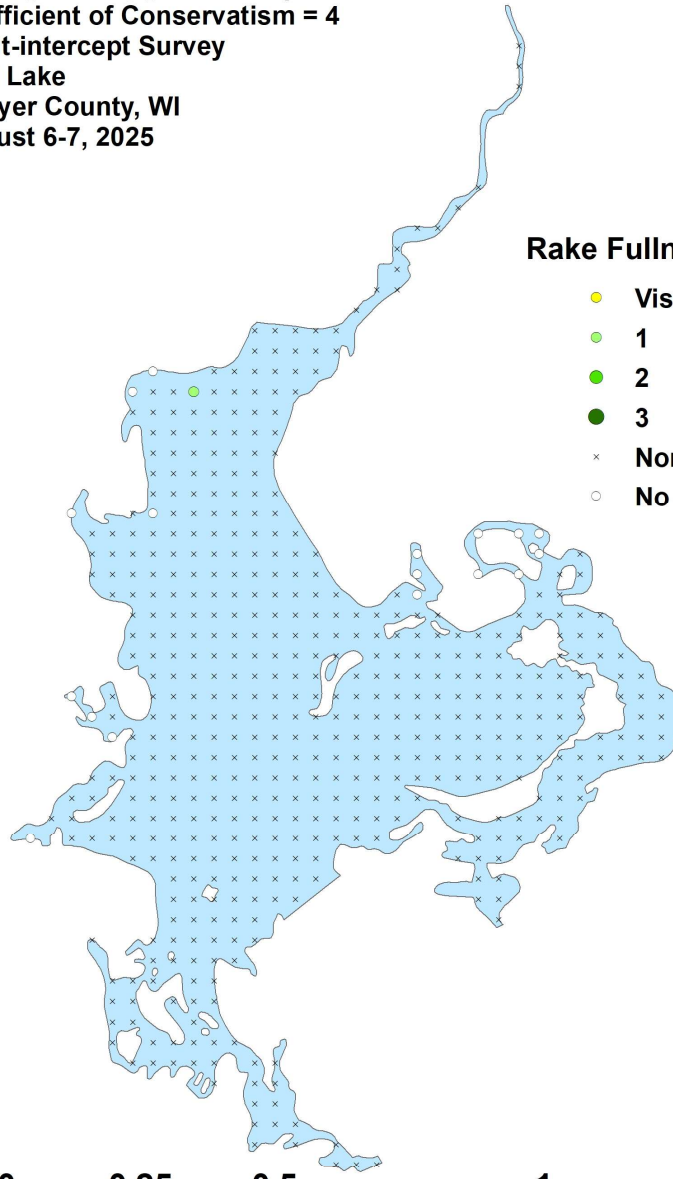 efficient of Conservatism = 4
t-intercept Survey
Lake
yer County, WI
ust 6-7, 2025
Rake Fulln
Vis
1
2
3
Nor
No
0.25
0.5
1